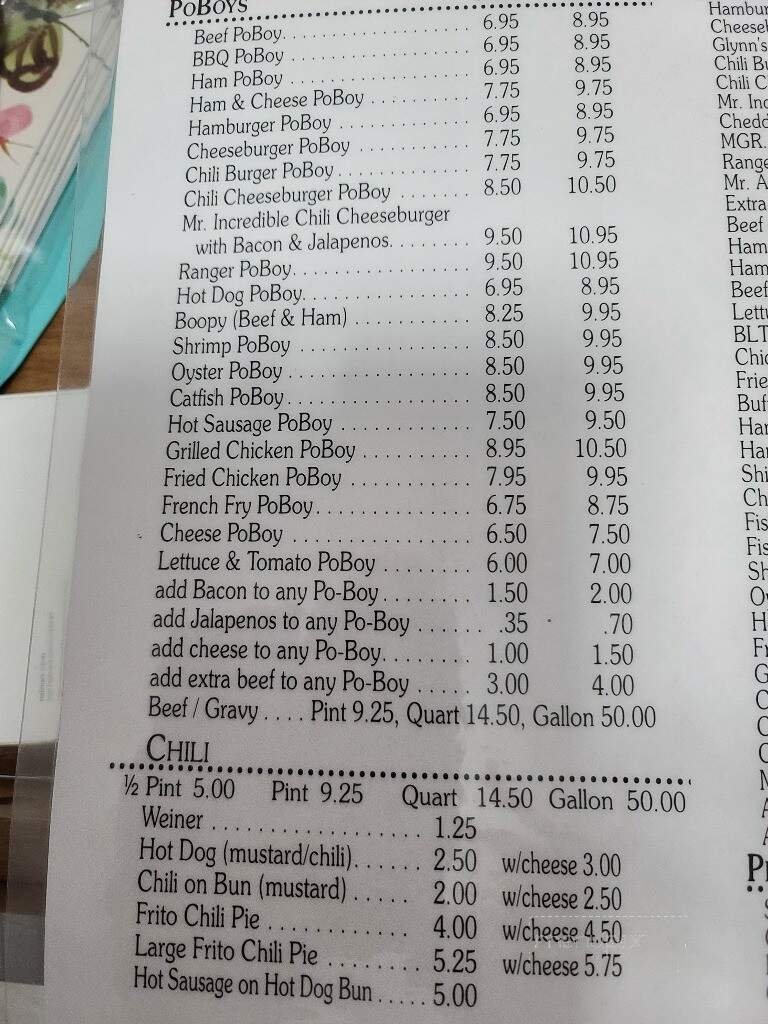 PoBoys
Beef PoBoy. . . . . . . . . . . . . . . . . . . . 6.95 8.95
BBQ PoBoy . . . . . . . . . . . . . . . . . . . 6.95 8.95
Ham PoBoy . . . . . . . . . . . . . . . . . . . 6.95 8.95
Ham & Cheese PoBoy . . . . . . . . . . 7.75 9.75
Hamburger PoBoy . . . . . . . . . . . . . 6.95 8.95
Cheeseburger PoBoy . . . . . . . . . . . . 7.75 9.75
Chili Burger PoBoy. . . . . . . . . . . . . . 7.75 9.75
Chili Cheeseburger PoBoy . . . . . . . 8.50 10.50
Mr. Incredible Chili Cheeseburger
with Bacon & Jalapenos. . . . . . . . 9.50 10.95
Ranger PoBoy. . . . . . . . . . . . . . . . . . 9.50 10.95
Hot Dog PoBoy. . . . . . . . . . . . . . . . . 6.95 8.95
Boopy (Beef & Ham) . . . . . . . . . . . . 8.25 9.95
Shrimp PoBoy . . . . . . . . . . . . . . . . . 8.50 9.95
Oyster PoBoy . . . . . . . . . . . . . . . . . . 8.50 9.95
Catfish PoBoy. . . . . . . . . . . . . . . . . . 8.50 9.95
Hot Sausage PoBoy . . . . . . . . . . . . 7.50 9.50
Grilled Chicken PoBoy . . . . . . . . . . 8.95 10.50
Fried Chicken PoBoy . . . . . . . . . . . 7.95 9.95
French Fry PoBoy. . . . . . . . . . . . . . 6.75 8.75
Cheese PoBoy . . . . . . . . . . . . . . . . 6.50 7.50
Lettuce & Tomato PoBoy . . . . . . . . 6.00 7.00
add Bacon to any Po-Boy. . . . . . . . 1.50 2.00
add Jalapenos to any Po-Boy . . . . . . .35 .70
add cheese to any Po-Boy. . . . . . . . 1.00 1.50
add extra beef to any Po-Boy . . . . . 3.00 4.00
Beef / Gravy . . . . Pint 9.25, Quart 14.50, Gallon 50.00
Chili
½ Pint 5.00 Pint 9.25 Quart 14.50 Gallon 50.00
Weiner . . . . . . . . . . . . . . . . . . 1.25
Hot Dog (mustard/chili). . . . . . 2.50 w/cheese 3.00
Chili on Bun (mustard) . . . . . 2.00 w/cheese 2.50
Frito Chili Pie . . . . . . . . . . . . 4.00 w/cheese 4.50
Large Frito Chili Pie . . . . . . . . 5.25 w/cheese 5.75
Hot Sausage on Hot Dog Bun . . . . . 5.00
Glynn's
Chili
Chili
Mr.
MGR.
Mr.
Extra
Beef
Ham
Ham